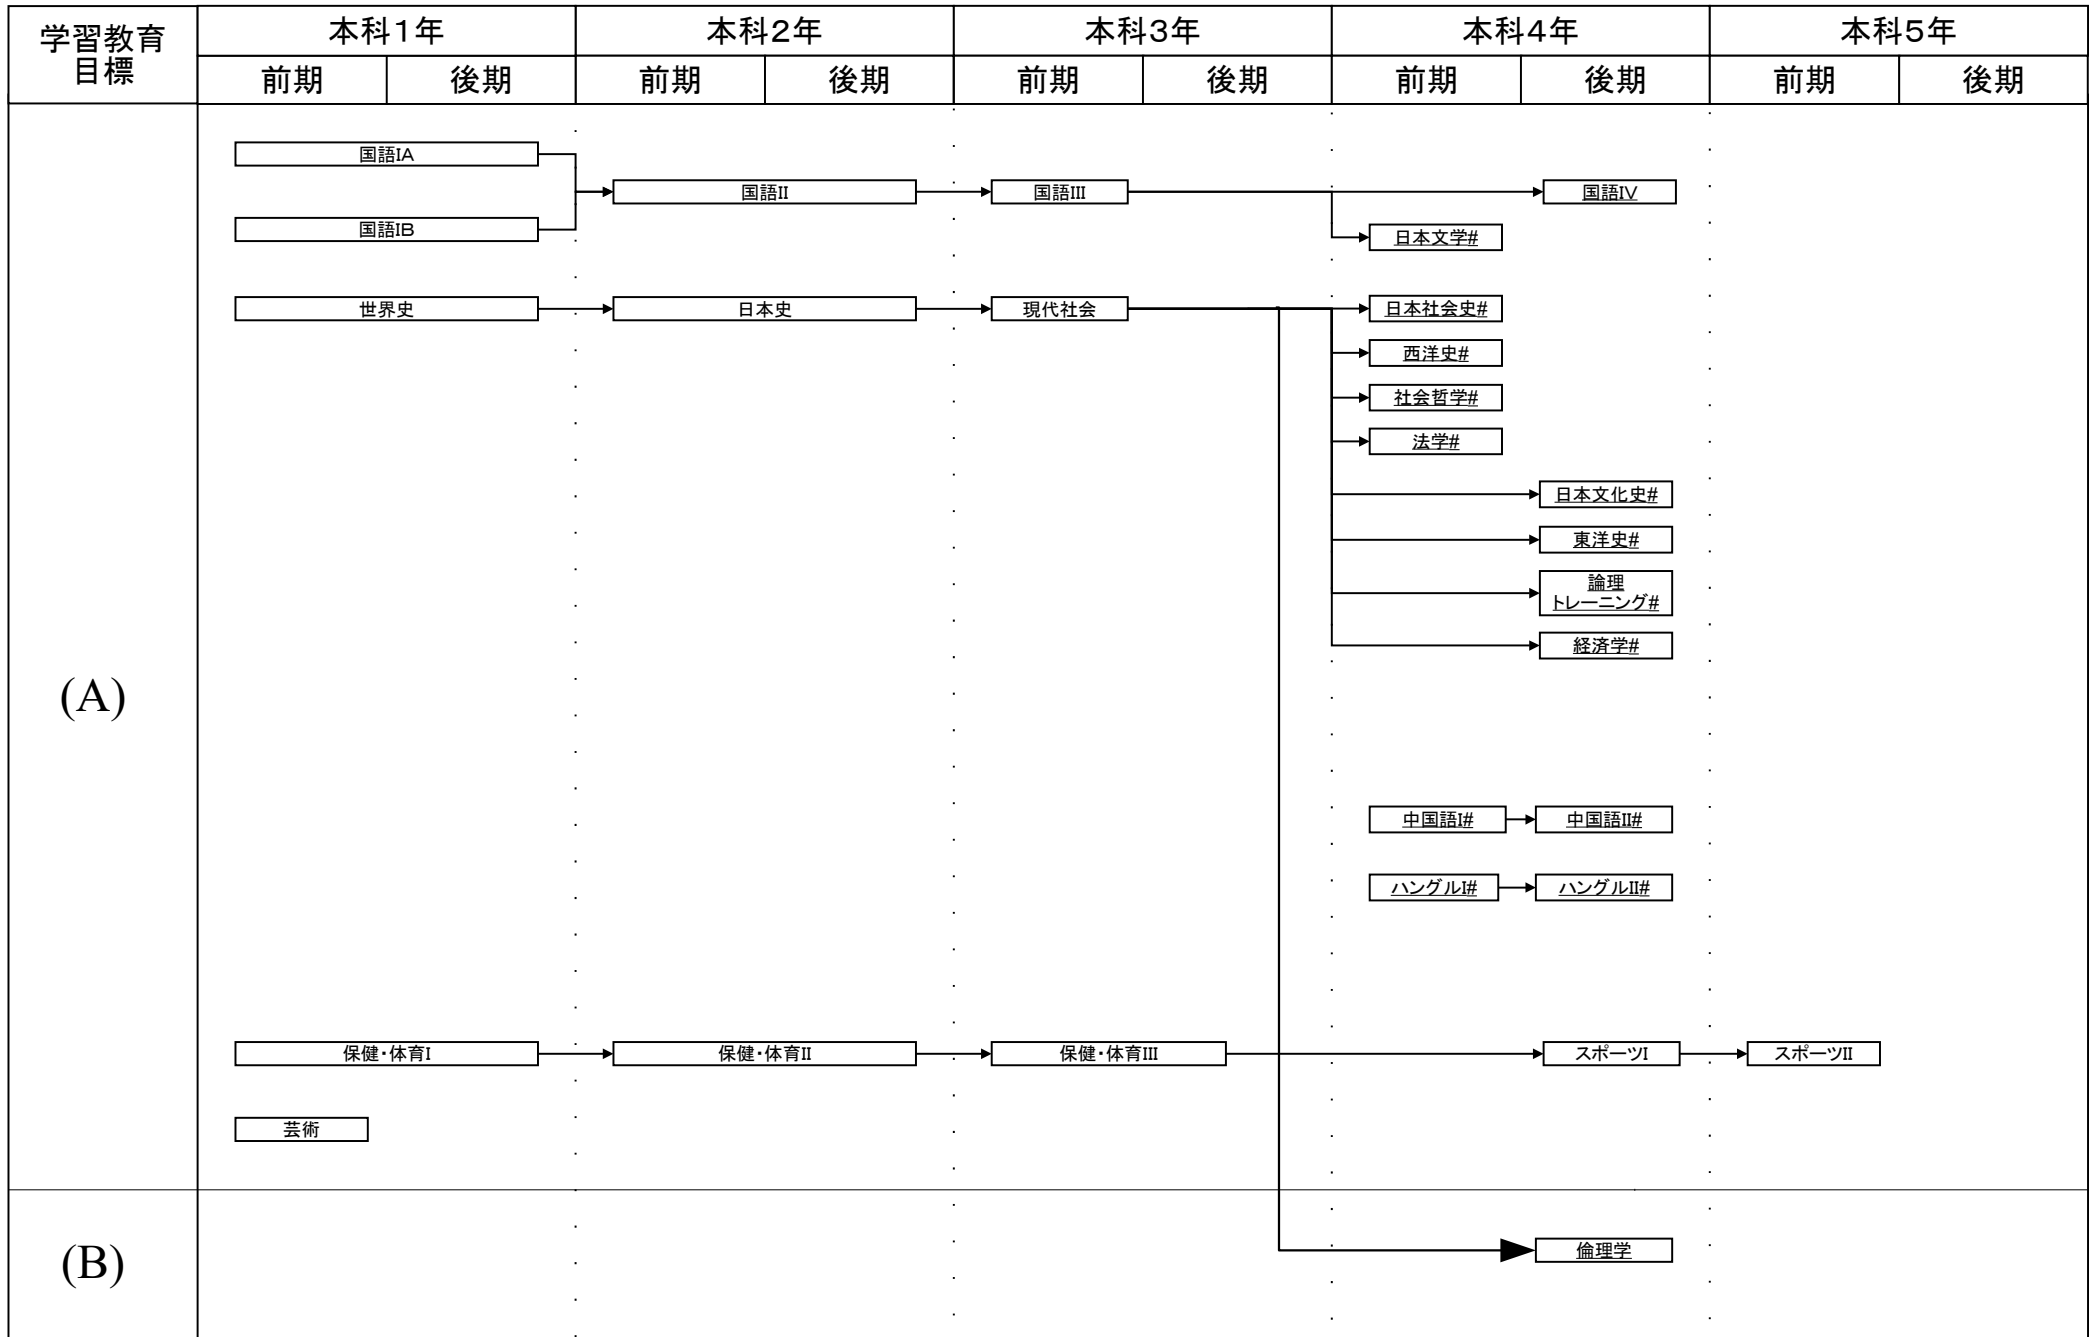 学習教育
目標
本科1年
本科2年
本科3年
本科4年
本科5年
前期
後期
前期
後期
前期
後期
前期
後期
前期
後期
(A)
国語IA
国語IB
国語II
国語III
国語IV
日本文学#
世界史
日本史
現代社会
日本社会史#
西洋史#
社会哲学#
法学#
日本文化史#
東洋史#
論理
トレーニング#
経済学#
中国語I#
中国語II#
ハングルI#
ハングルII#
保健・体育I
保健・体育II
保健・体育III
スポーツI
スポーツII
芸術
(B)
倫理学